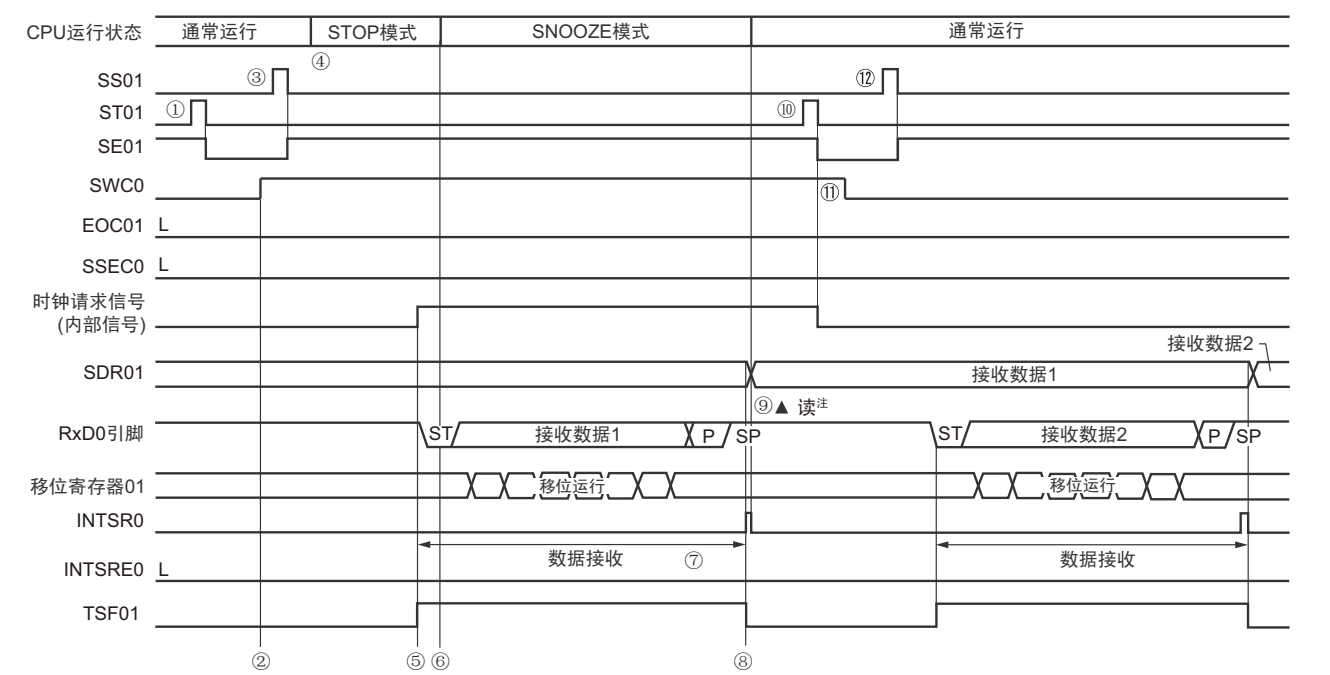 CPU运行状态 通常运行 STOP模式 SNOOZE模式 通常运行
④
SS01 ③ ⑫
ST01 ① ⑩
SE01
SWC0 ⑪
EOC01 L
SSEC0 L
时钟请求信号
(内部信号)
接收数据2
SDR01 接收数据1
⑨▲ 读注
RxD0引脚 ST 接收数据1 P SP ST 接收数据2 P SP
移位寄存器01 移位运行 移位运行
INTSR0
数据接收 ⑦ 数据接收
INTSRE0 L
TSF01
② ⑤ ⑥ ⑧